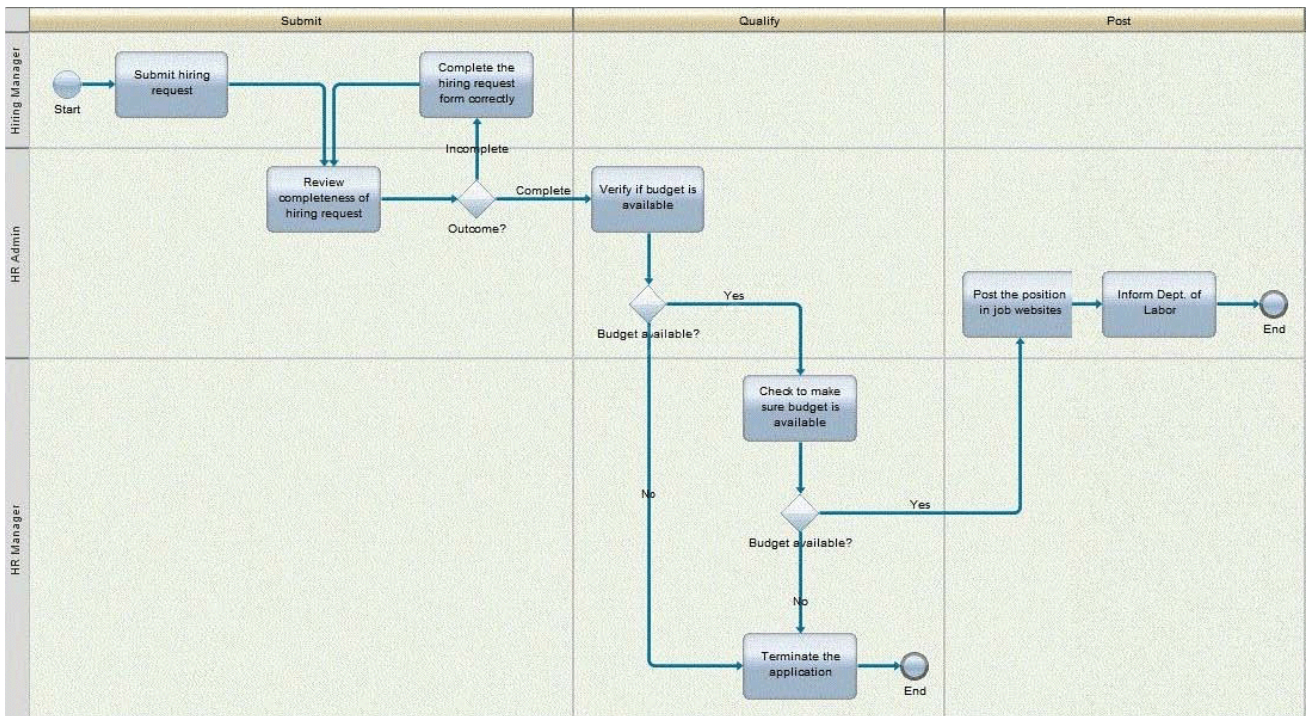 Submit
Qualify
Post
Hiring Manager
Start
Submit hiring
request
Complete the
hiring request
form correctly
Incomplete
HR Admin
Review
completeness of
hiring request
Outcome?
Complete
Verify if budget is
available
Budget available?
Yes
No
Post the position
in job websites
Inform Dept. of
Labor
End
HR Manager
Check to make
sure budget is
available
Budget available?
Yes
No
Terminate the
application
End